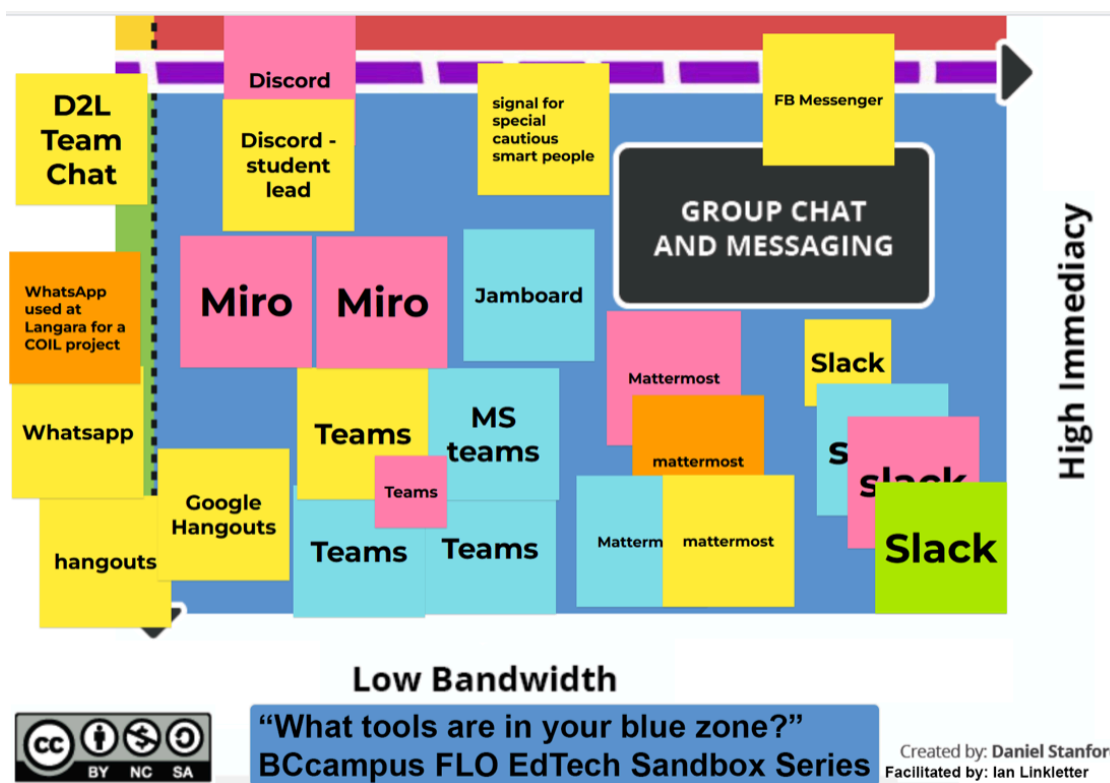 Discord
D2L
Team
Chat
Discord -
student
lead
signal for
special
cautious
smart people
FB Messenger
GROUP CHAT
AND MESSAGING
WhatsApp
used at
Langara for a
COIL project
Miro
Miro
Jamboard
Mattermost
Slack
Whatsapp
Teams
MS
teams
mattermost
s
slack
Google
Hangouts
Teams
hangouts
Teams
Teams
Matterm
mattermost
Slack
High Immediacy
Low Bandwidth
“What tools are in your blue zone?”
BCcampus FLO EdTech Sandbox Series
cc
BY NC SA
Created by: Daniel Stanfor
Facilitated by: Ian Linkletter